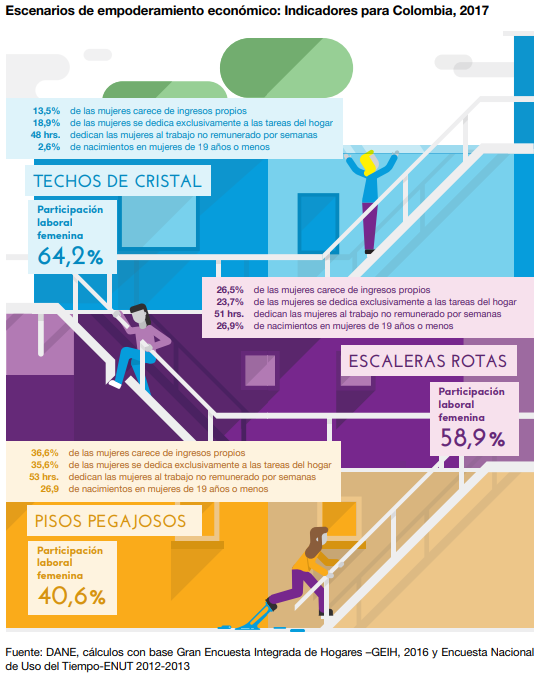 Escenarios de empoderamiento económico: Indicadores para Colombia, 2017
13,5% de las mujeres carece de ingresos propios
18,9% de las mujeres se dedica exclusivamente a las tareas del hogar
48 hrs. dedican las mujeres al trabajo no remunerado por semanas
2,6% de nacimientos en mujeres de 19 años o menos
TECHOS DE CRISTAL
Participación
laboral
femenina
64,2%
26,5% de las mujeres carece de ingresos propios
23,7% de las mujeres se dedica exclusivamente a las tareas del hogar
51 hrs. dedican las mujeres al trabajo no remunerado por semanas
26,9% de nacimientos en mujeres de 19 años o menos
ESCALERAS ROTAS
Participación
laboral
femenina
58,9%
36,6% de las mujeres carece de ingresos propios
35,6% de las mujeres se dedica exclusivamente a las tareas del hogar
53 hrs. dedican las mujeres al trabajo no remunerado por semanas
26,9 de nacimientos en mujeres de 19 años o menos
PISOS PEGAJOSOS
Participación
laboral
femenina
40,6%
Fuente: DANE, cálculos con base Gran Encuesta Integrada de Hogares –GEIH, 2016 y Encuesta Nacional
de Uso del Tiempo-ENUT 2012-2013